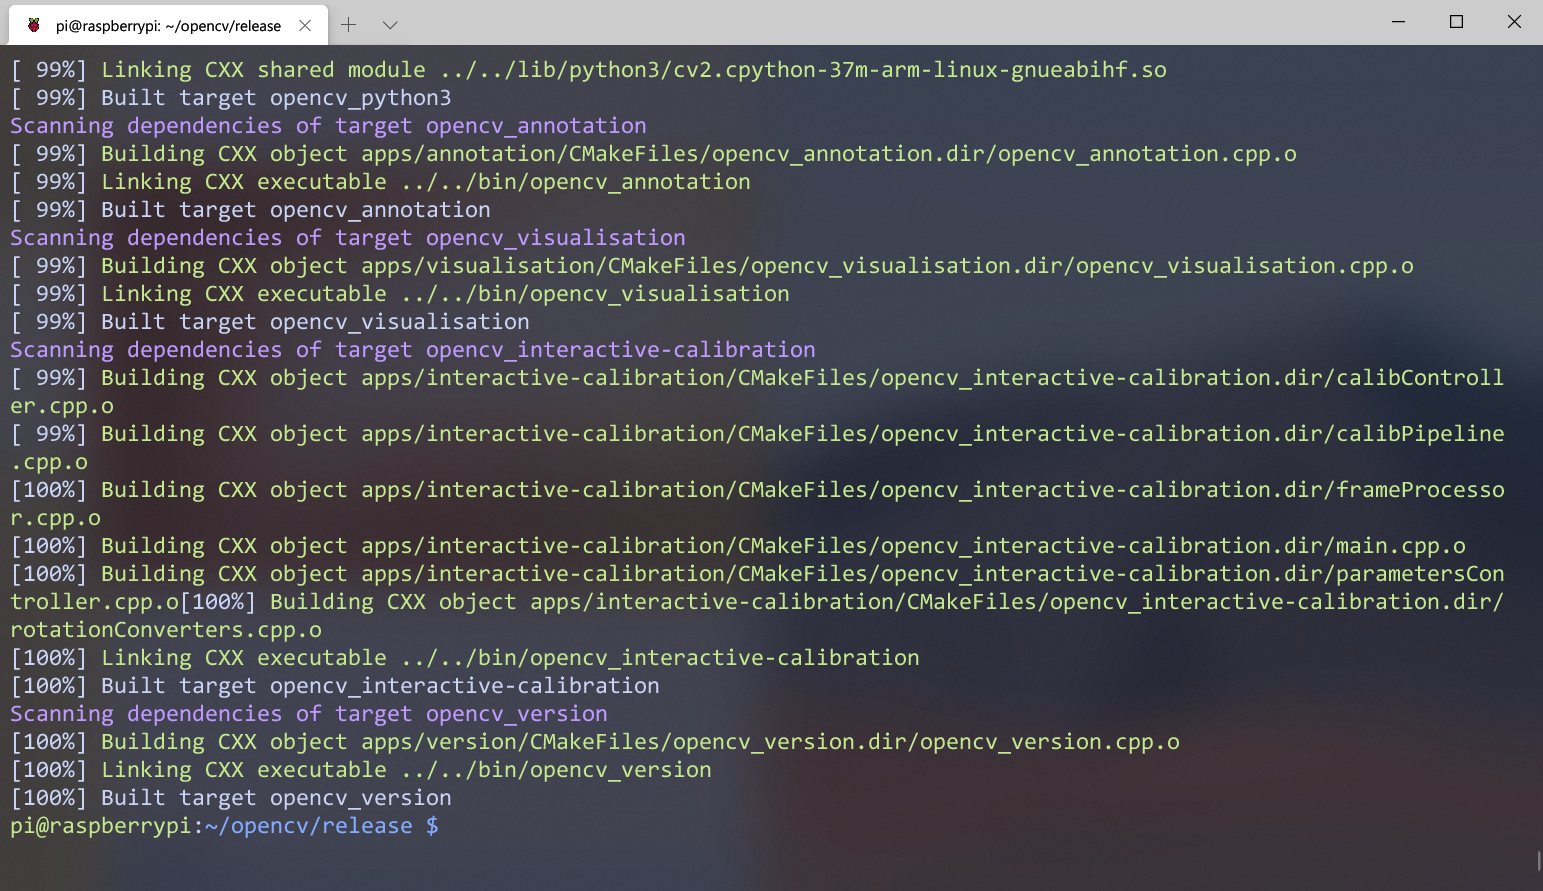 pi@raspberrypi: ~/opencv/release
[ 99%] Linking CXX shared module ../../lib/python3/cv2.cpython-37m-arm-linux-gnueabihf.so
[ 99%] Built target opencv_python3
Scanning dependencies of target opencv_annotation
[ 99%] Building CXX object apps/annotation/CMakeFiles/opencv_annotation.dir/opencv_annotation.cpp.o
[ 99%] Linking CXX executable ../../bin/opencv_annotation
[ 99%] Built target opencv_annotation
Scanning dependencies of target opencv_visualisation
[ 99%] Building CXX object apps/visualisation/CMakeFiles/opencv_visualisation.dir/opencv_visualisation.cpp.o
[ 99%] Linking CXX executable ../../bin/opencv_visualisation
[ 99%] Built target opencv_visualisation
Scanning dependencies of target opencv_interactive-calibration
[ 99%] Building CXX object apps/interactive-calibration/CMakeFiles/opencv_interactive-calibration.dir/calibControll
er.cpp.o
[ 99%] Building CXX object apps/interactive-calibration/CMakeFiles/opencv_interactive-calibration.dir/calibPipeline
.cpp.o
[100%] Building CXX object apps/interactive-calibration/CMakeFiles/opencv_interactive-calibration.dir/frameProcesso
r.cpp.o
[100%] Building CXX object apps/interactive-calibration/CMakeFiles/opencv_interactive-calibration.dir/main.cpp.o
[100%] Building CXX object apps/interactive-calibration/CMakeFiles/opencv_interactive-calibration.dir/parametersCon
troller.cpp.o[100%] Building CXX object apps/interactive-calibration/CMakeFiles/opencv_interactive-calibration.dir/
rotationConverters.cpp.o
[100%] Linking CXX executable ../../bin/opencv_interactive-calibration
[100%] Built target opencv_interactive-calibration
Scanning dependencies of target opencv_version
[100%] Building CXX object apps/version/CMakeFiles/opencv_version.dir/opencv_version.cpp.o
[100%] Linking CXX executable ../../bin/opencv_version
[100%] Built target opencv_version
pi@raspberrypi:~/opencv/release $